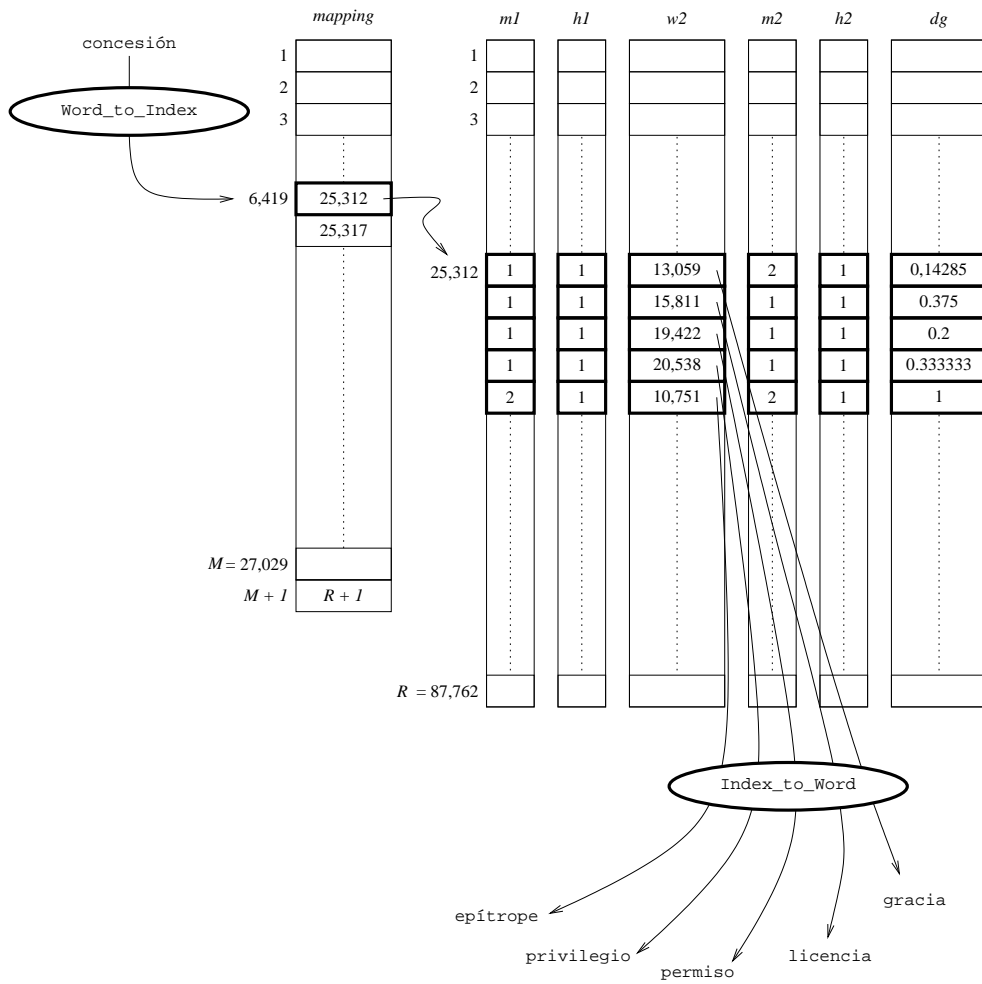 mapping m1 h1 w2 m2 h2 dg
concesión
1 1
2 2
Word_to_Index
3 3
6,419 25,312
25,317
25,312 1 1 13,059 2 1 0,14285
1 1 15,811 1 1 0.375
1 1 19,422 1 1 0.2
1 1 20,538 1 1 0.333333
2 1 10,751 2 1 1
M = 27,029
M + 1 R + 1
R = 87,762
Index_to_Word
gracia
epítrope
privilegio licencia
permiso